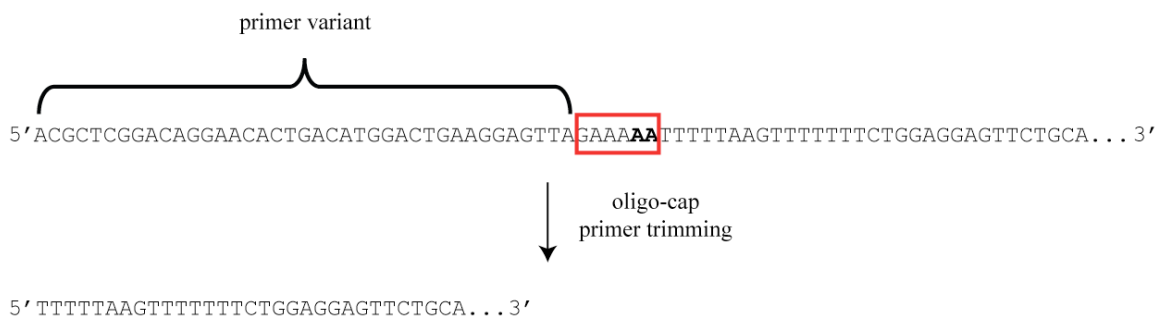 primer variant
5’ACGCTCGGACAGGAACACTGACATGGACTGAAGGAGTTAGAAAAATTTTTAAGTTTTTTTCTGGAGGAGTTCTGCA...3’
oligo-cap
primer trimming
5’TTTTTAAGTTTTTTTCTGGAGGAGTTCTGCA...3’